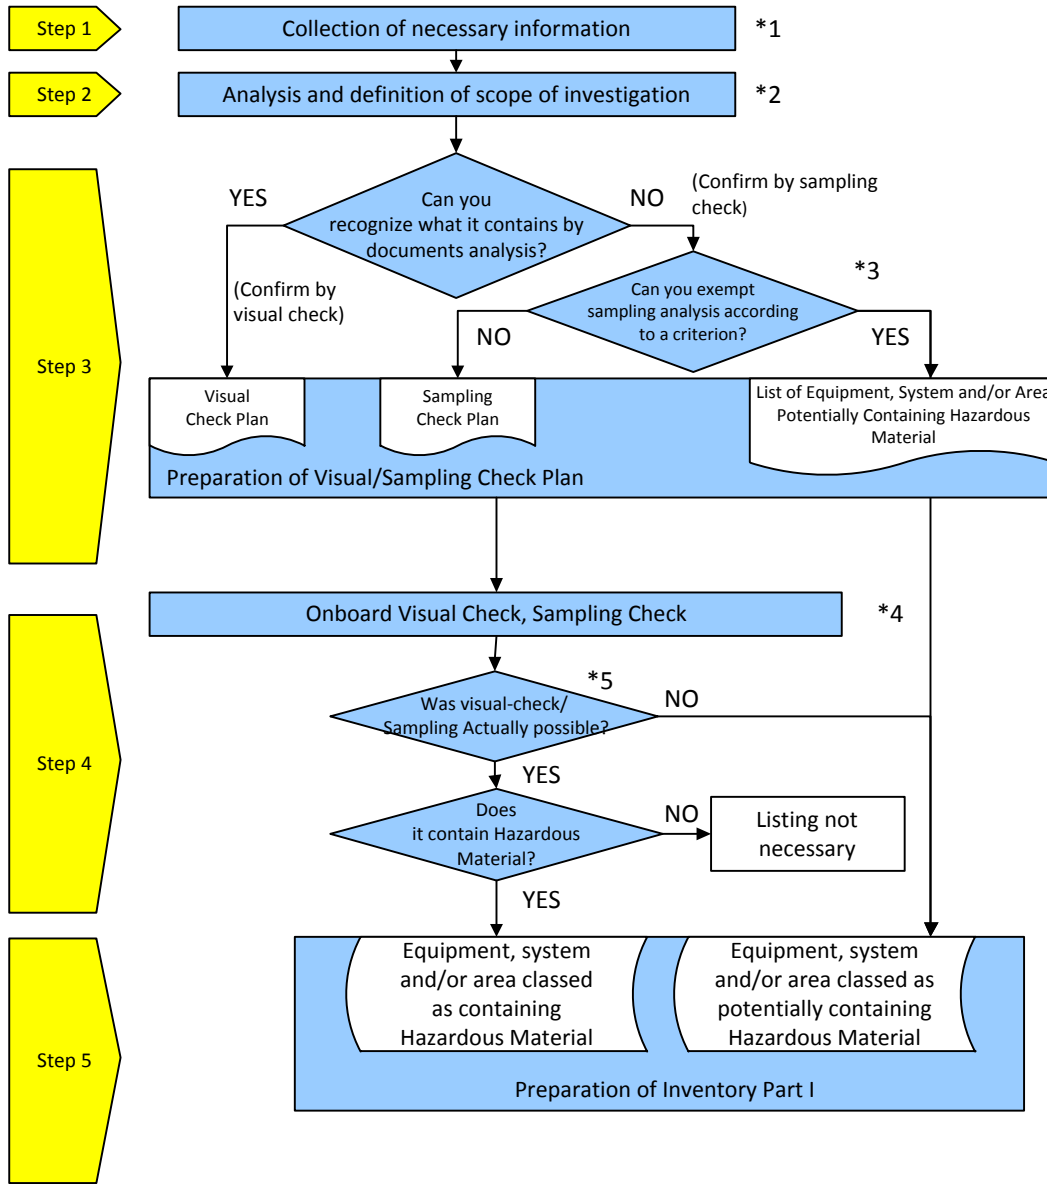 Step 1
Collection of necessary information
*1
Step 2
Analysis and definition of scope of investigation
*2
Step 3
Can you
recognize what it contains by
documents analysis?
YES
NO
(Confirm by sampling
check)
(Confirm by
visual check)
*3
Can you exempt
sampling analysis according
to a criterion?
NO
YES
Visual
Check Plan
Sampling
Check Plan
List of Equipment, System and/or Area
Potentially Containing Hazardous
Material
Preparation of Visual/Sampling Check Plan
Step 4
Onboard Visual Check, Sampling Check
*4
*5
Was visual-check/
Sampling Actually possible?
NO
YES
Does
it contain Hazardous
Material?
NO
Listing not
necessary
YES
Step 5
Equipment, system
and/or area classed
as containing
Hazardous Material
Equipment, system
and/or area classed as
potentially containing
Hazardous Material
Preparation of Inventory Part I